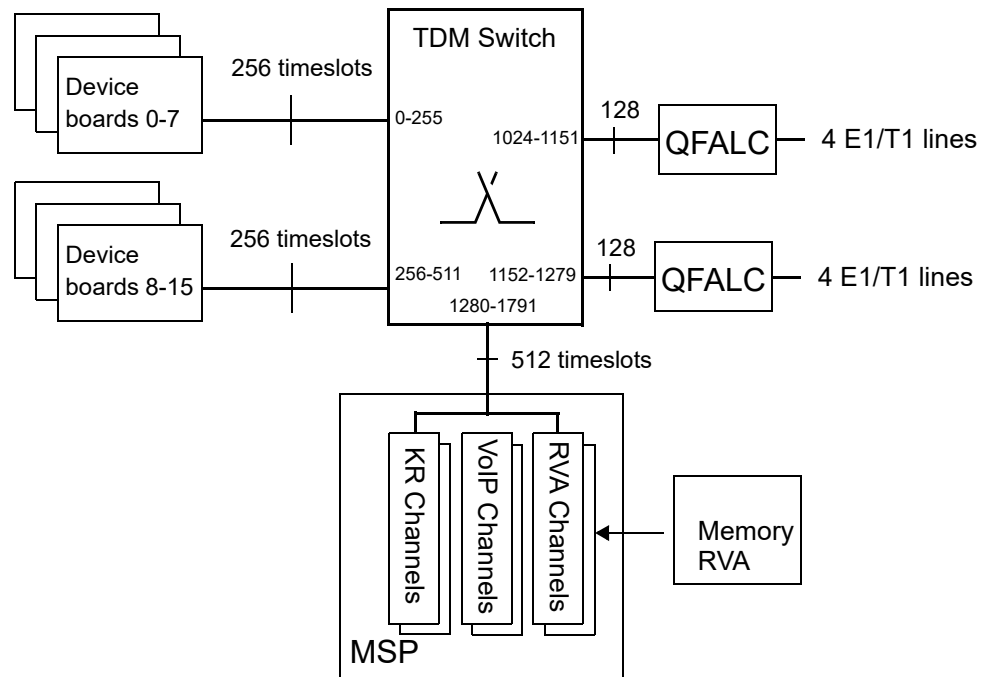 TDM Switch
256 timeslots
Device
boards 0-7
0-255
1024-1151
128
QFALC
4 E1/T1 lines
256 timeslots
Device
boards 8-15
256-511
1152-1279
128
QFALC
4 E1/T1 lines
1280-1791
512 timeslots
KR Channels
VoIP Channels
RVA Channels
Memory
RVA
MSP